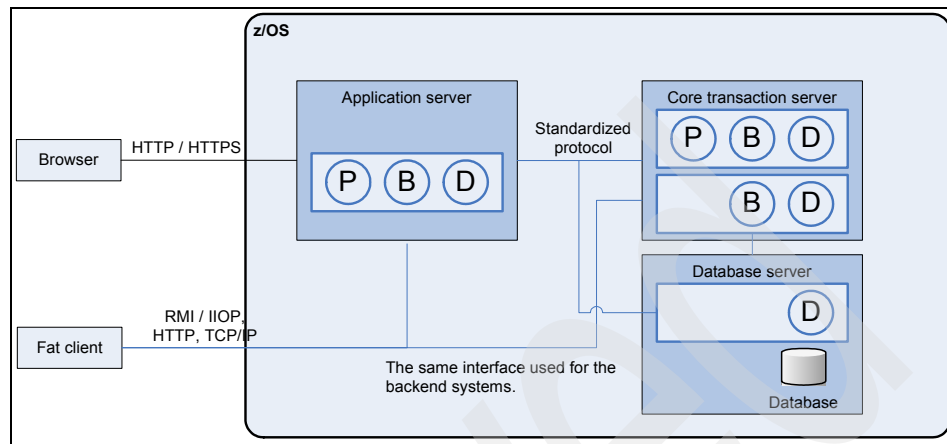 z/OS
Application server
Core transaction server
Standardized
protocol
P B D
Browser
HTTP / HTTPS
P B D
B D
Database server
RMI / IIOP,
HTTP, TCP/IP
D
Fat client
The same interface used for the
backend systems.
Database